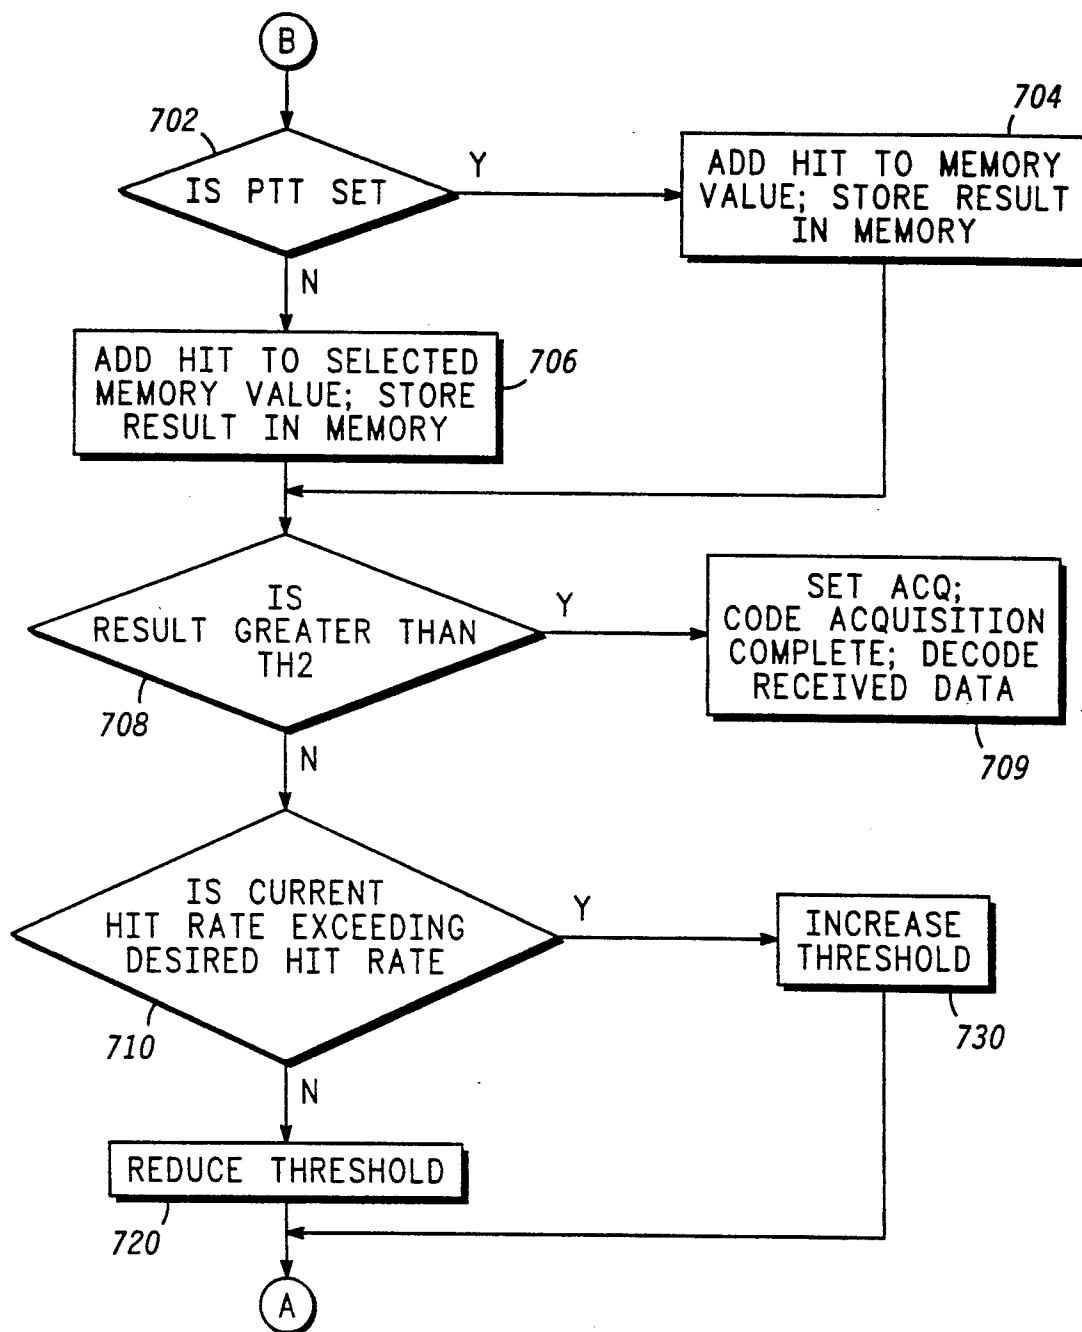 B
702
IS PTT SET
Y
704
ADD HIT TO MEMORY
VALUE; STORE RESULT
IN MEMORY
N
ADD HIT TO SELECTED
MEMORY VALUE; STORE
RESULT IN MEMORY
706
IS
RESULT GREATER THAN
TH2
708
Y
SET ACQ;
CODE ACQUISITION
COMPLETE; DECODE
RECEIVED DATA
709
N
IS CURRENT
HIT RATE EXCEEDING
DESIRED HIT RATE
710
Y
INCREASE
THRESHOLD
730
N
REDUCE THRESHOLD
720
A